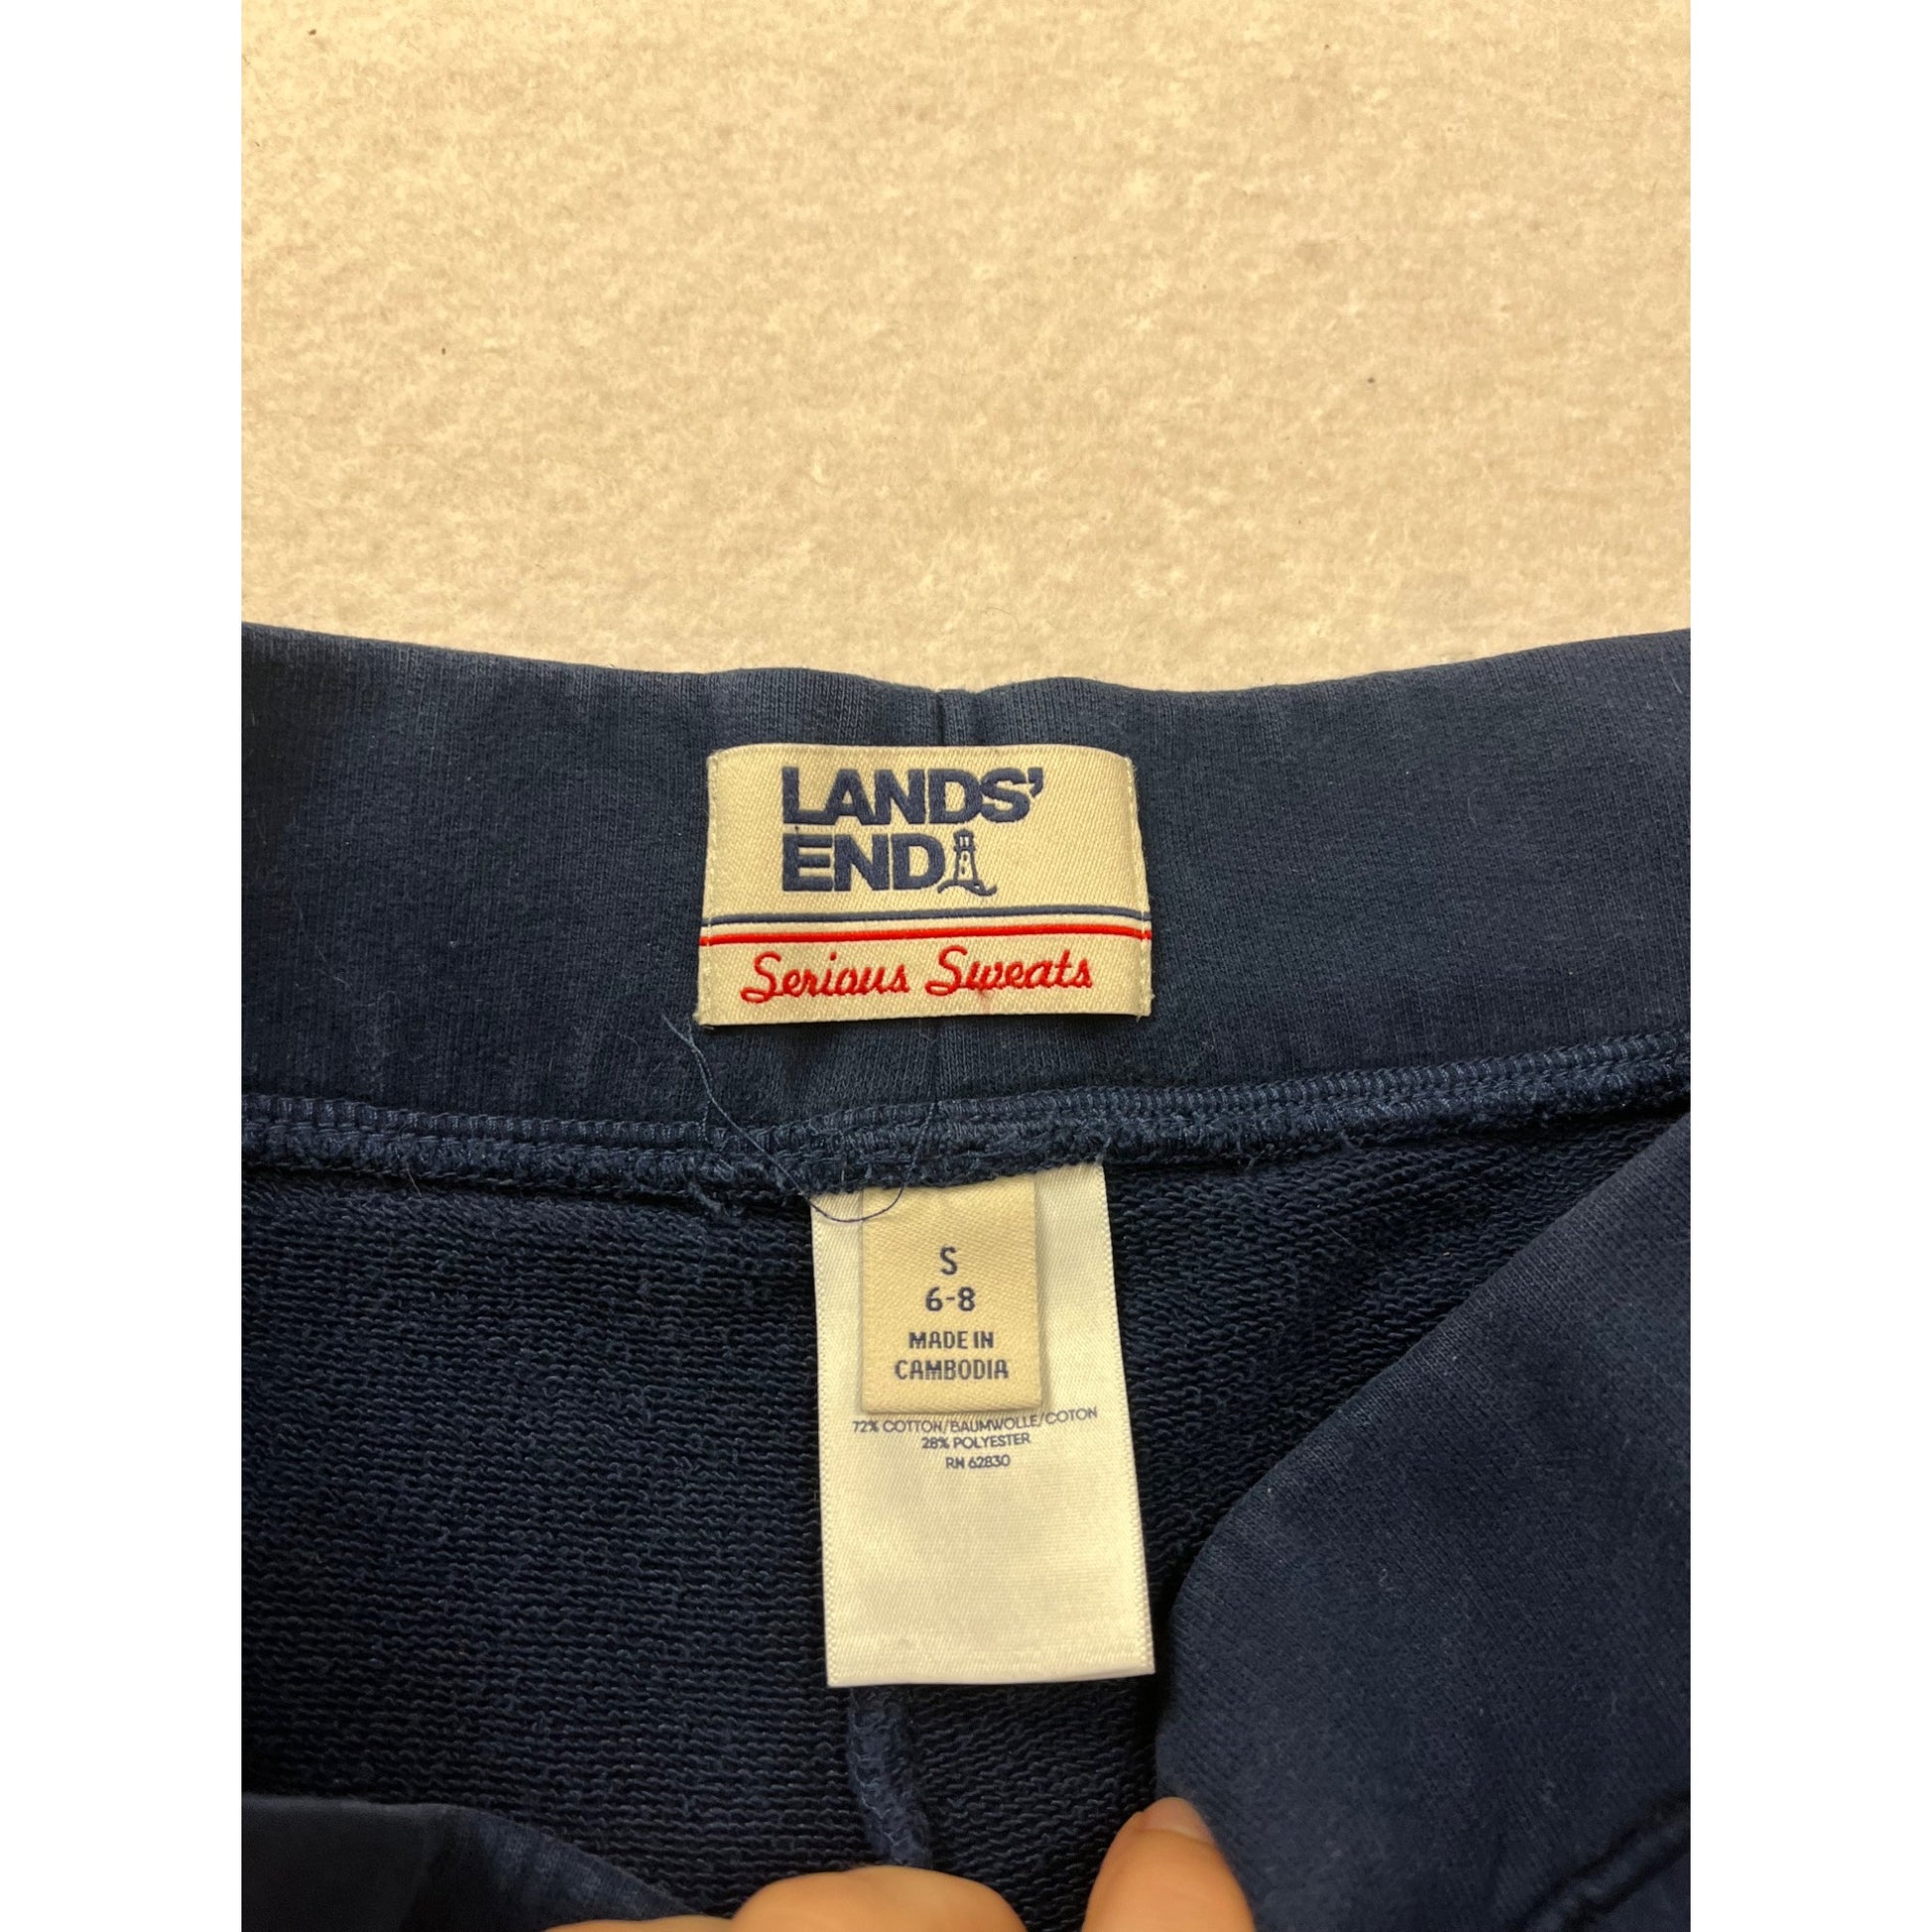 LANDS'
END
Serious Sweats
S
6-8
MADE IN
CAMBODIA
72% COTTON/BAUMWOLLE/COTON
28% POLYESTER
RN 62830